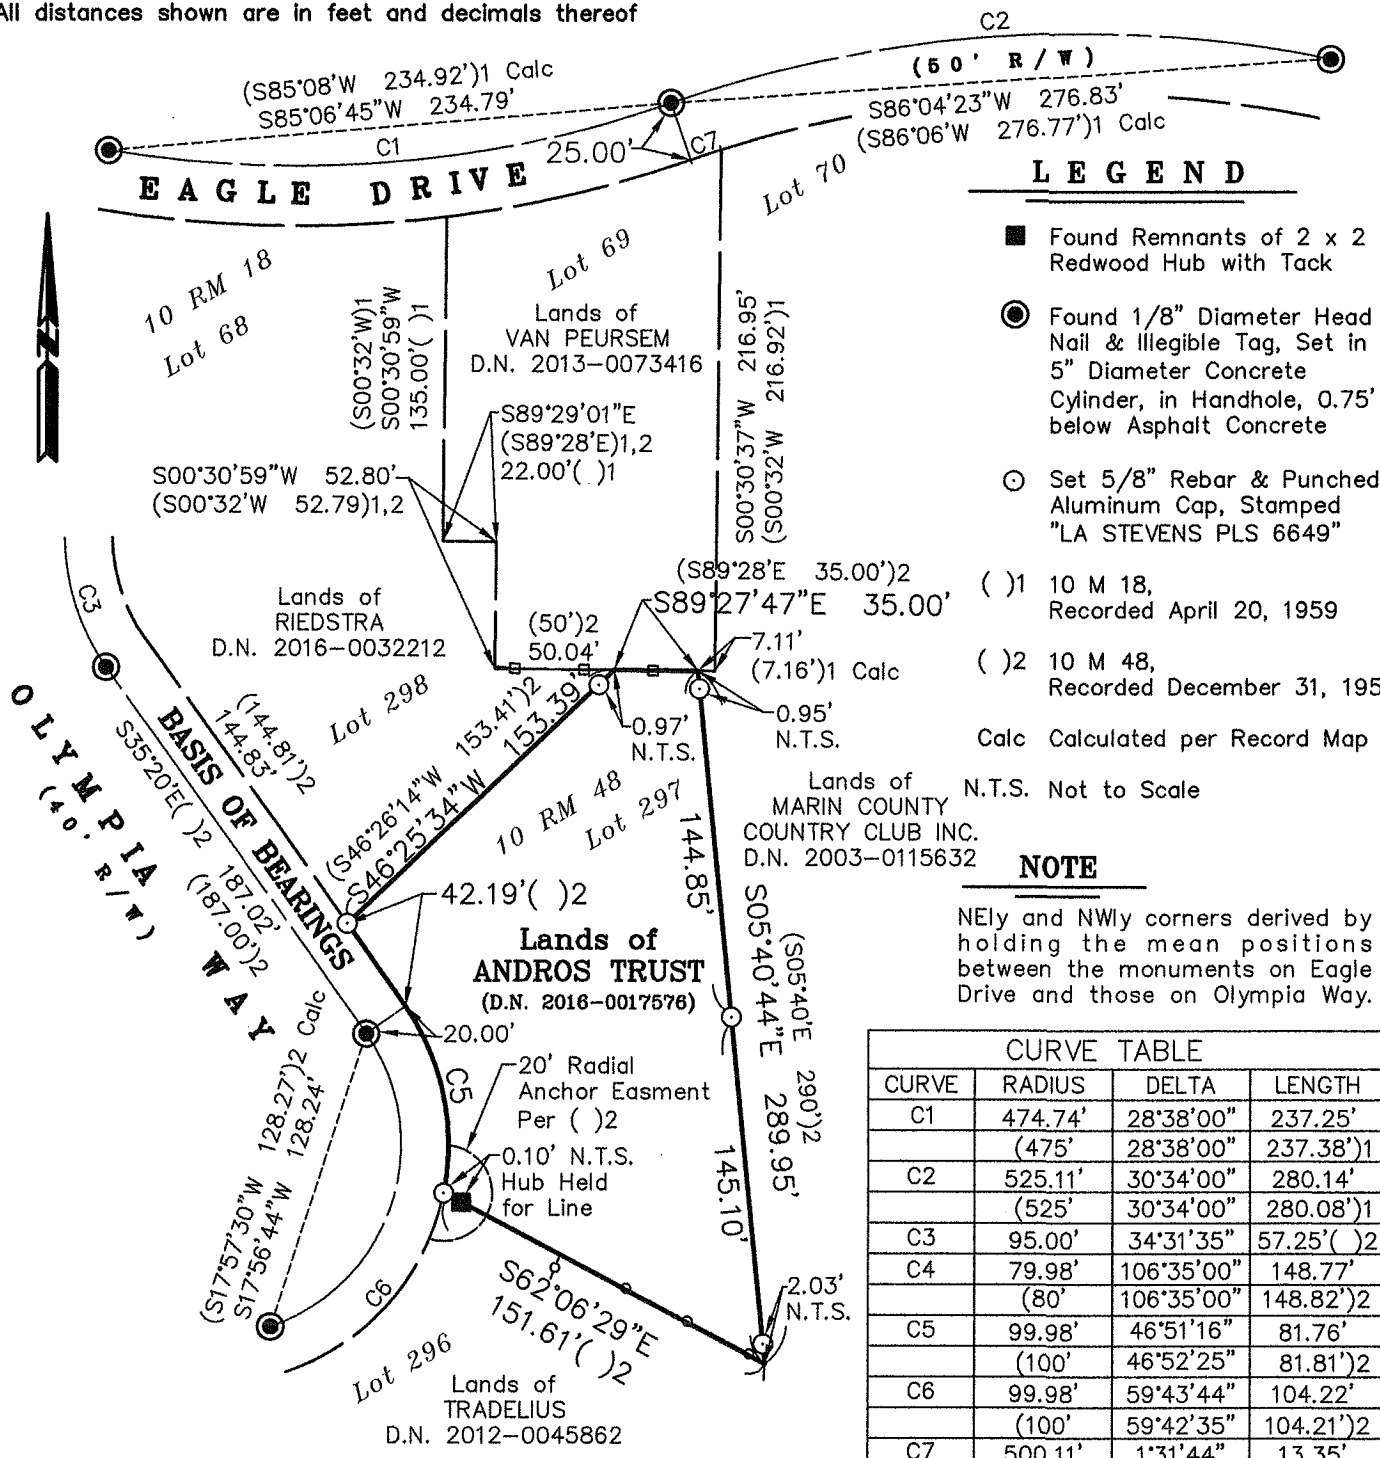 All distances shown are in feet and decimals thereof
C2
(50' R/W)
(S85°08'W 234.92')1 Calc
S85°06'45"W 234.79'
S86°04'23"W 276.83'
(S86°06'W 276.77')1 Calc
C1
25.00'
C7
EAGLE DRIVE
Lot 70
LEGEND
Found Remnants of 2 x 2
Redwood Hub with Tack
Found 1/8" Diameter Head
Nail & Illegible Tag, Set in
5" Diameter Concrete
Cylinder, in Handhole, 0.75'
below Asphalt Concrete
Set 5/8" Rebar & Punched
Aluminum Cap, Stamped
"LA STEVENS PLS 6649"
( )1 10 M 18,
Recorded April 20, 1959
( )2 10 M 48,
Recorded December 31, 195
Calc Calculated per Record Map
N.T.S. Not to Scale
N
10 RM 18
Lot 68
Lot 69
Lands of
VAN PEURSEM
D.N. 2013-0073416
(S00°32'W)1
S00°30'59"W
135.00'( )1
S00°30'37"W 216.95'
(S00°32'W 216.92')1
S89°29'01"E
(S89°28'E)1,2
22.00'( )1
S00°30'59"W 52.80'
(S00°32'W 52.79)1,2
(S89°28'E 35.00')2
S89°27'47"E 35.00'
C3
Lands of
RIEDSTRA
D.N. 2016-0032212
(50')2
50.04'
7.11'
(7.16')1 Calc
0.97'
N.T.S.
0.95'
N.T.S.
Lot 298
(S46°26'14"W 153.41')2
S46°25'34"W 153.39'
OLYMPIA WAY
(40' R/W)
BASIS OF BEARINGS
(144.81')2
144.83'
S35°20'E( )2 187.02'
(187.00')2
10 RM 48
Lot 297
Lands of
MARIN COUNTY
COUNTRY CLUB INC.
D.N. 2003-0115632
144.85'
(S05°40'E 290')2
S05°40'44"E 289.95'
145.10'
42.19'( )2
Lands of
ANDROS TRUST
(D.N. 2016-0017576)
20.00'
C5
20' Radial
Anchor Easment
Per ( )2
0.10' N.T.S.
Hub Held
for Line
(S17°57'30"W 128.27')2 Calc
S17°56'44"W 128.24'
C6
S62°06'29"E
151.61'( )2
2.03'
N.T.S.
Lot 296
Lands of
TRADELIUS
D.N. 2012-0045862
NOTE
NEly and NWly corners derived by
holding the mean positions
between the monuments on Eagle
Drive and those on Olympia Way.
CURVE TABLE
CURVE RADIUS DELTA LENGTH
C1 474.74' 28°38'00" 237.25'
(475' 28°38'00" 237.38')1
C2 525.11' 30°34'00" 280.14'
(525' 30°34'00" 280.08')1
C3 95.00' 34°31'35" 57.25'( )2
C4 79.98' 106°35'00" 148.77'
(80' 106°35'00" 148.82')2
C5 99.98' 46°51'16" 81.76'
(100' 46°52'25" 81.81')2
C6 99.98' 59°43'44" 104.22'
(100' 59°42'35" 104.21')2
C7 500.11' 1°31'44" 13.35'